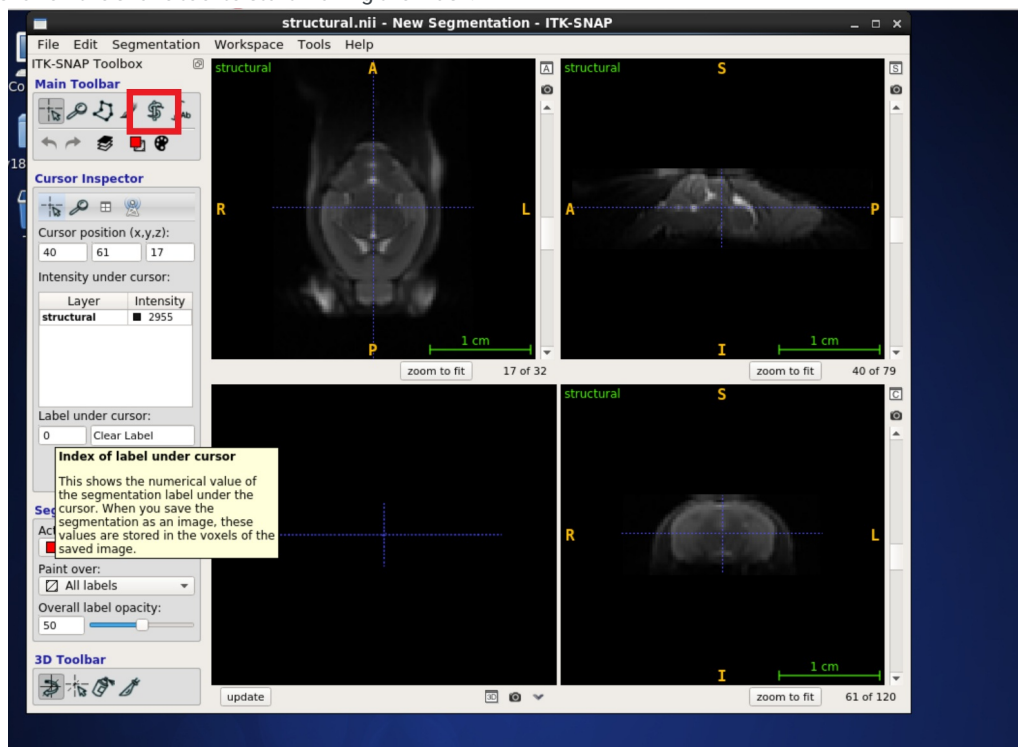 structural.nii - New Segmentation - ITK-SNAP
File Edit Segmentation Workspace Tools Help
ITK-SNAP Toolbox
Main Toolbar
Cursor Inspector
Cursor position (x,y,z):
40 61 17
Intensity under cursor:
Layer Intensity
structural 2955
Label under cursor:
0 Clear Label
Index of label under cursor
This shows the numerical value of
the segmentation label under the
cursor. When you save the
segmentation as an image, these
values are stored in the voxels of the
saved image.
Paint over:
All labels
Overall label opacity:
50
3D Toolbar
structural
A
A
R
L
P
1 cm
zoom to fit 17 of 32
structural
S
S
A
P
I
1 cm
zoom to fit 40 of 79
update
3D
structural
S
C
R
L
I
1 cm
zoom to fit 61 of 120